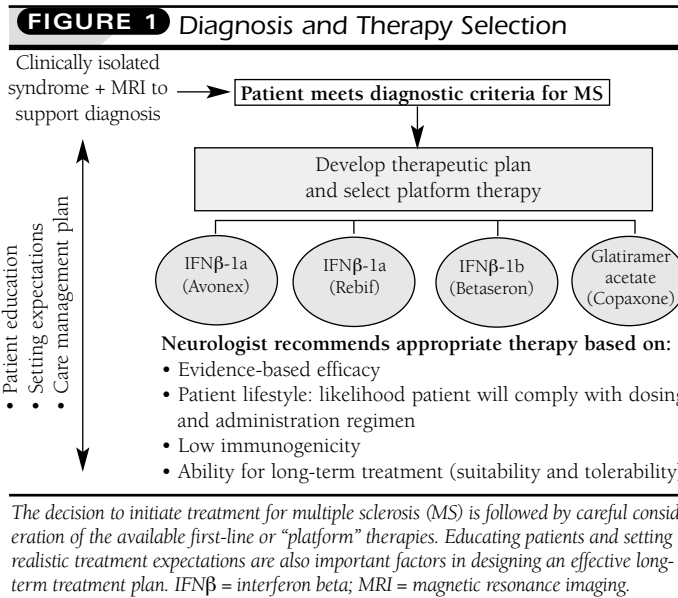 FIGURE 1 Diagnosis and Therapy Selection
Clinically isolated
syndrome + MRI to
support diagnosis
Patient meets diagnostic criteria for MS
Develop therapeutic plan
and select platform therapy
IFNβ-1a
(Avonex)
IFNβ-1a
(Rebif)
IFNβ-1b
(Betaseron)
Glatiramer
acetate
(Copaxone)
• Patient education
• Setting expectations
• Care management plan
Neurologist recommends appropriate therapy based on:
• Evidence-based efficacy
• Patient lifestyle: likelihood patient will comply with dosing
and administration regimen
• Low immunogenicity
• Ability for long-term treatment (suitability and tolerability)
The decision to initiate treatment for multiple sclerosis (MS) is followed by careful consid
eration of the available first-line or “platform” therapies. Educating patients and setting
realistic treatment expectations are also important factors in designing an effective long-
term treatment plan. IFNβ = interferon beta; MRI = magnetic resonance imaging.